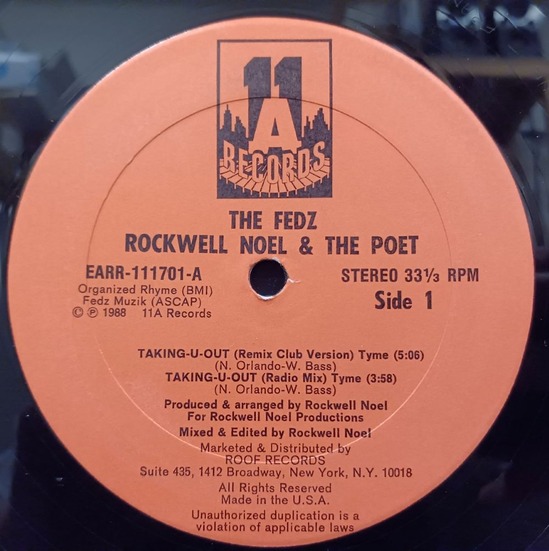 11
A
RECORDS
THE FEDZ
ROCKWELL NOEL & THE POET
EARR-111701-A
Organized Rhyme (BMI)
Fedz Muzik (ASCAP)
© ℗ 1988 11A Records
STEREO 33⅓ RPM
Side 1
TAKING-U-OUT (Remix Club Version) Tyme (5:06)
(N. Orlando-W. Bass)
TAKING-U-OUT (Radio Mix) Tyme (3:58)
(N. Orlando-W. Bass)
Produced & arranged by Rockwell Noel
For Rockwell Noel Productions
Mixed & Edited by Rockwell Noel
Marketed & Distributed by
ROOF RECORDS
Suite 435, 1412 Broadway, New York, N.Y. 10018
All Rights Reserved
Made in the U.S.A.
Unauthorized duplication is a
violation of applicable laws